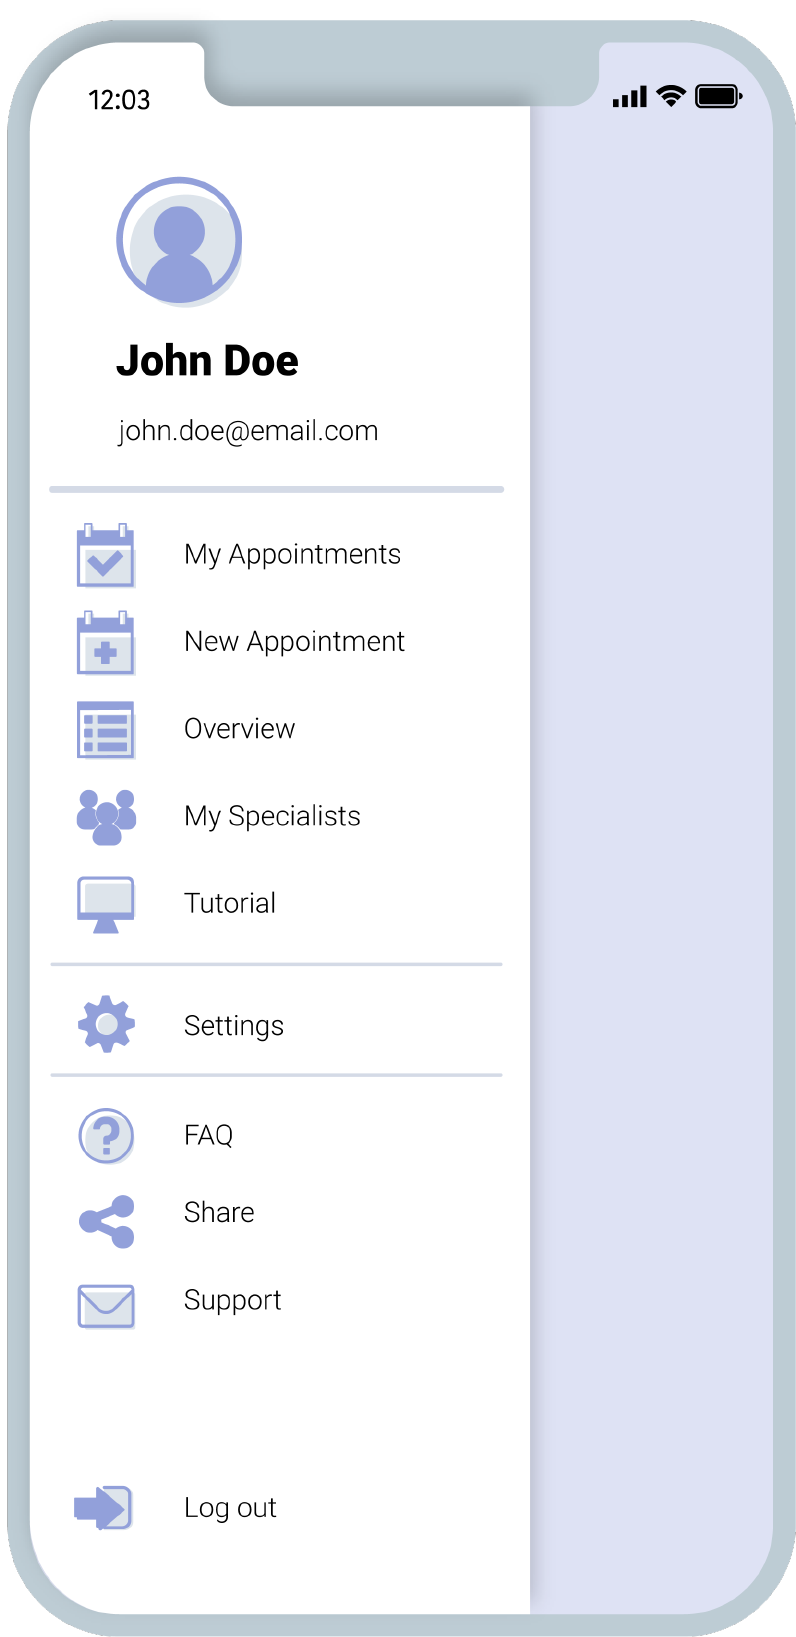 12:03
John Doe
john.doe@email.com
My Appointments
New Appointment
Overview
My Specialists
Tutorial
Settings
FAQ
Share
Support
Log out